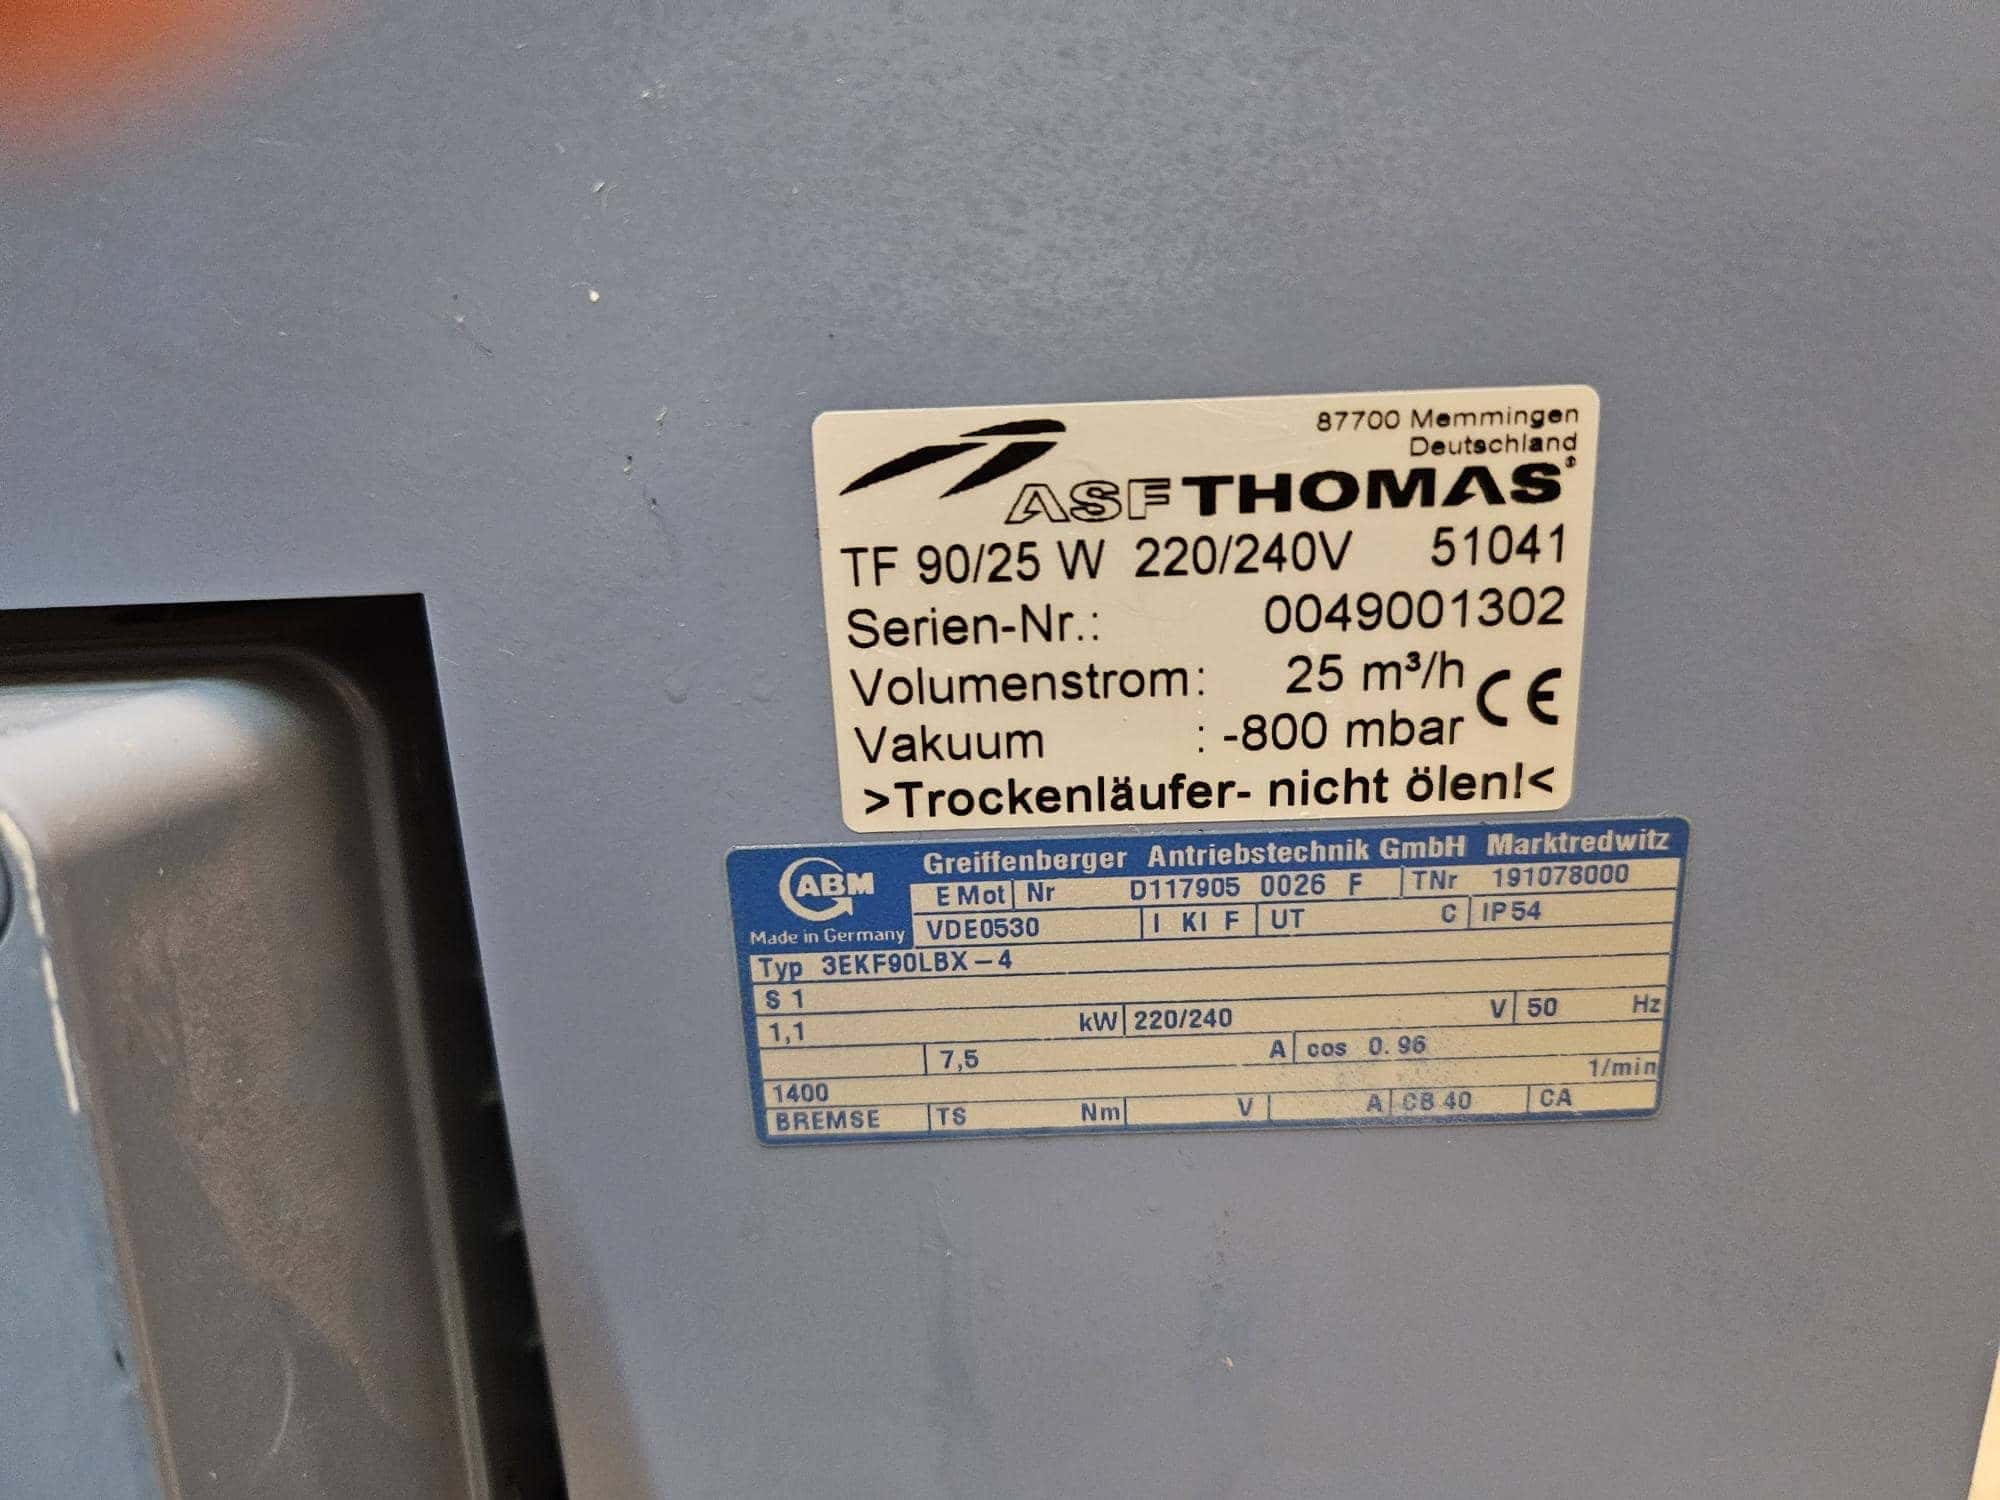 87700 Memmingen
Deutschland
ASF THOMAS®
TF 90/25 W 220/240V 51041
Serien-Nr.: 0049001302
Volumenstrom: 25 m³/h
Vakuum : -800 mbar CE
>Trockenläufer- nicht ölen!<
ABM Greiffenberger Antriebstechnik GmbH Marktredwitz
E Mot Nr D117905 0026 F TNr 191078000
Made in Germany VDE0530 I KI F UT C IP54
Typ 3EKF90LBX-4
S 1
1,1 kW 220/240 V 50 Hz
7,5 A cos 0.96
1400 1/min
BREMSE TS Nm V A CB 40 CA